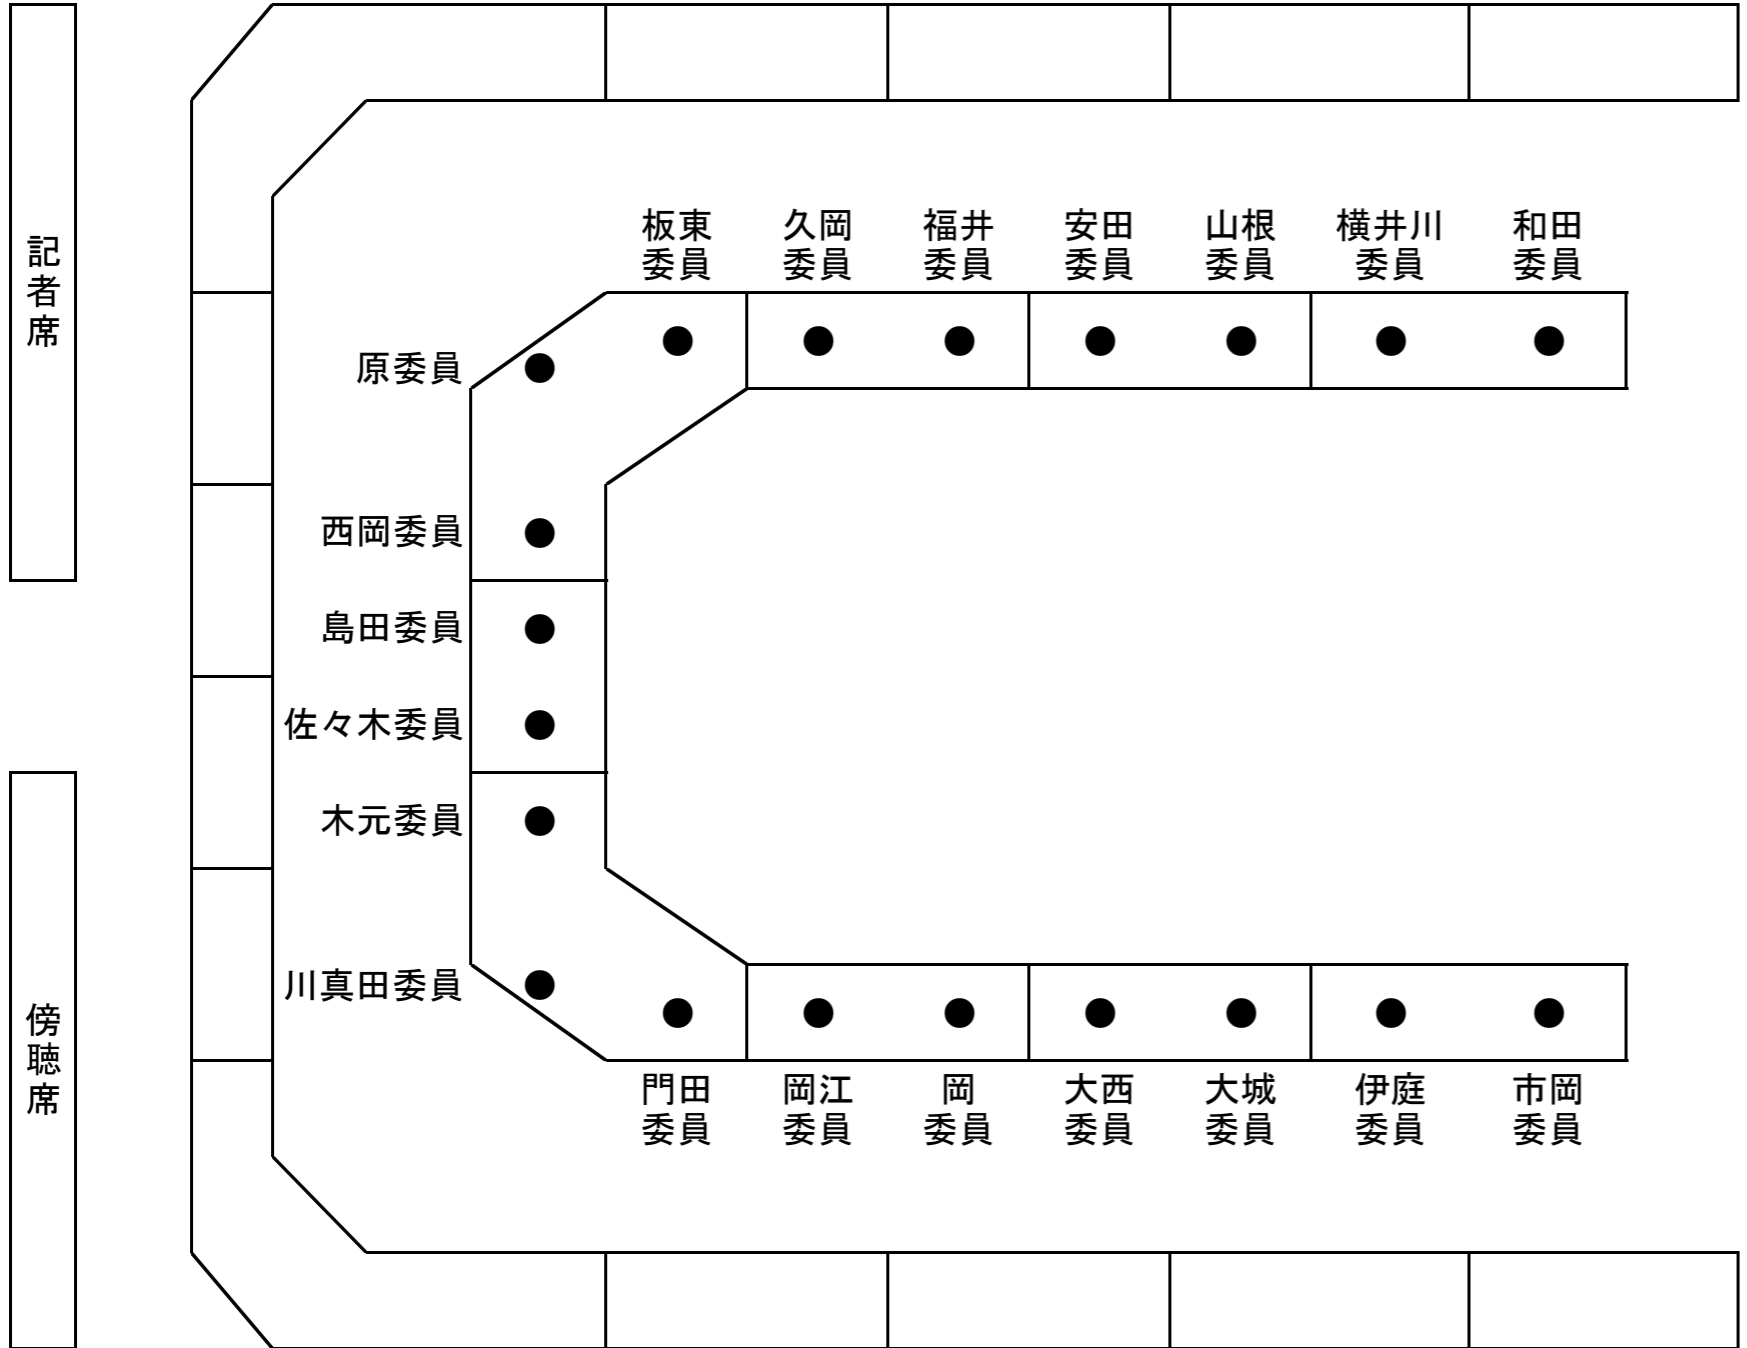 記者席
板東
委員
久岡
委員
福井
委員
安田
委員
山根
委員
横井川
委員
和田
委員
原委員
西岡委員
島田委員
佐々木委員
木元委員
川真田委員
傍聴席
門田
委員
岡江
委員
岡
委員
大西
委員
大城
委員
伊庭
委員
市岡
委員